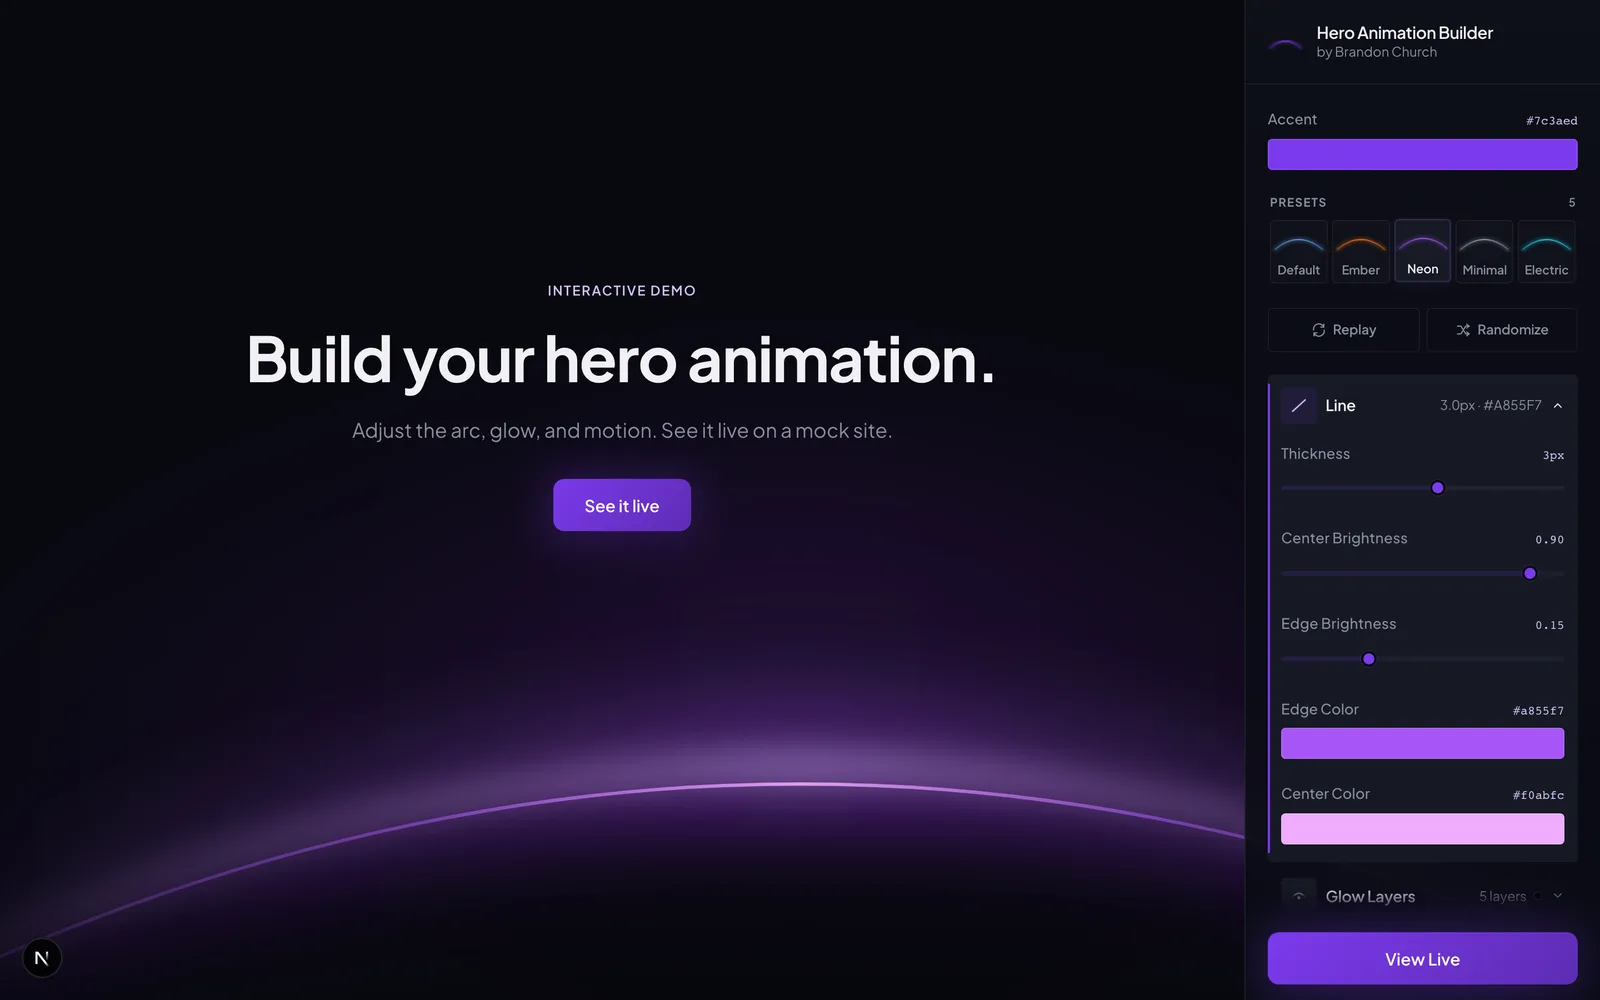 INTERACTIVE DEMO
Build your hero animation.
Adjust the arc, glow, and motion. See it live on a mock site.
See it live
N
Hero Animation Builder
by Brandon Church
Accent #7c3aed
PRESETS 5
Default Ember Neon Minimal Electric
Replay Randomize
Line 3.0px · #A855F7
Thickness 3px
Center Brightness 0.90
Edge Brightness 0.15
Edge Color #a855f7
Center Color #f0abfc
Glow Layers 5 layers
View Live